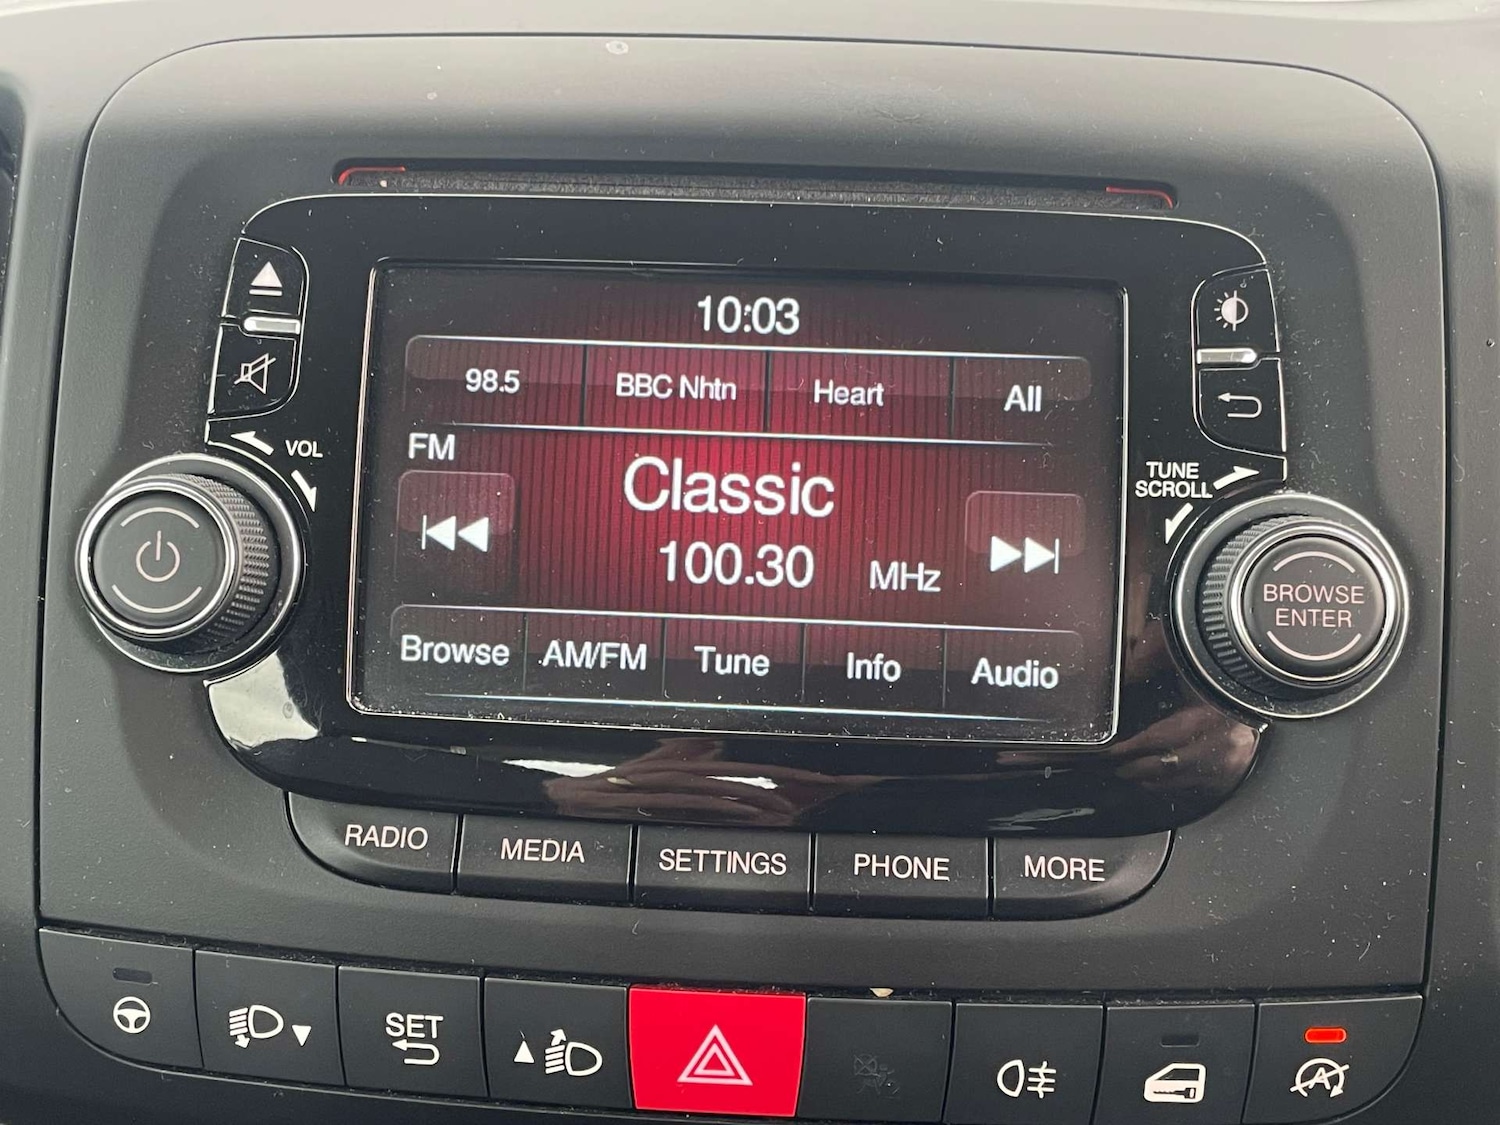 10:03
98.5 BBC Nhtn Heart All
FM
VOL
Classic
TUNE
SCROLL
100.30 MHz
BROWSE
ENTER
Browse AM/FM Tune Info Audio
RADIO MEDIA SETTINGS PHONE MORE
SET
A